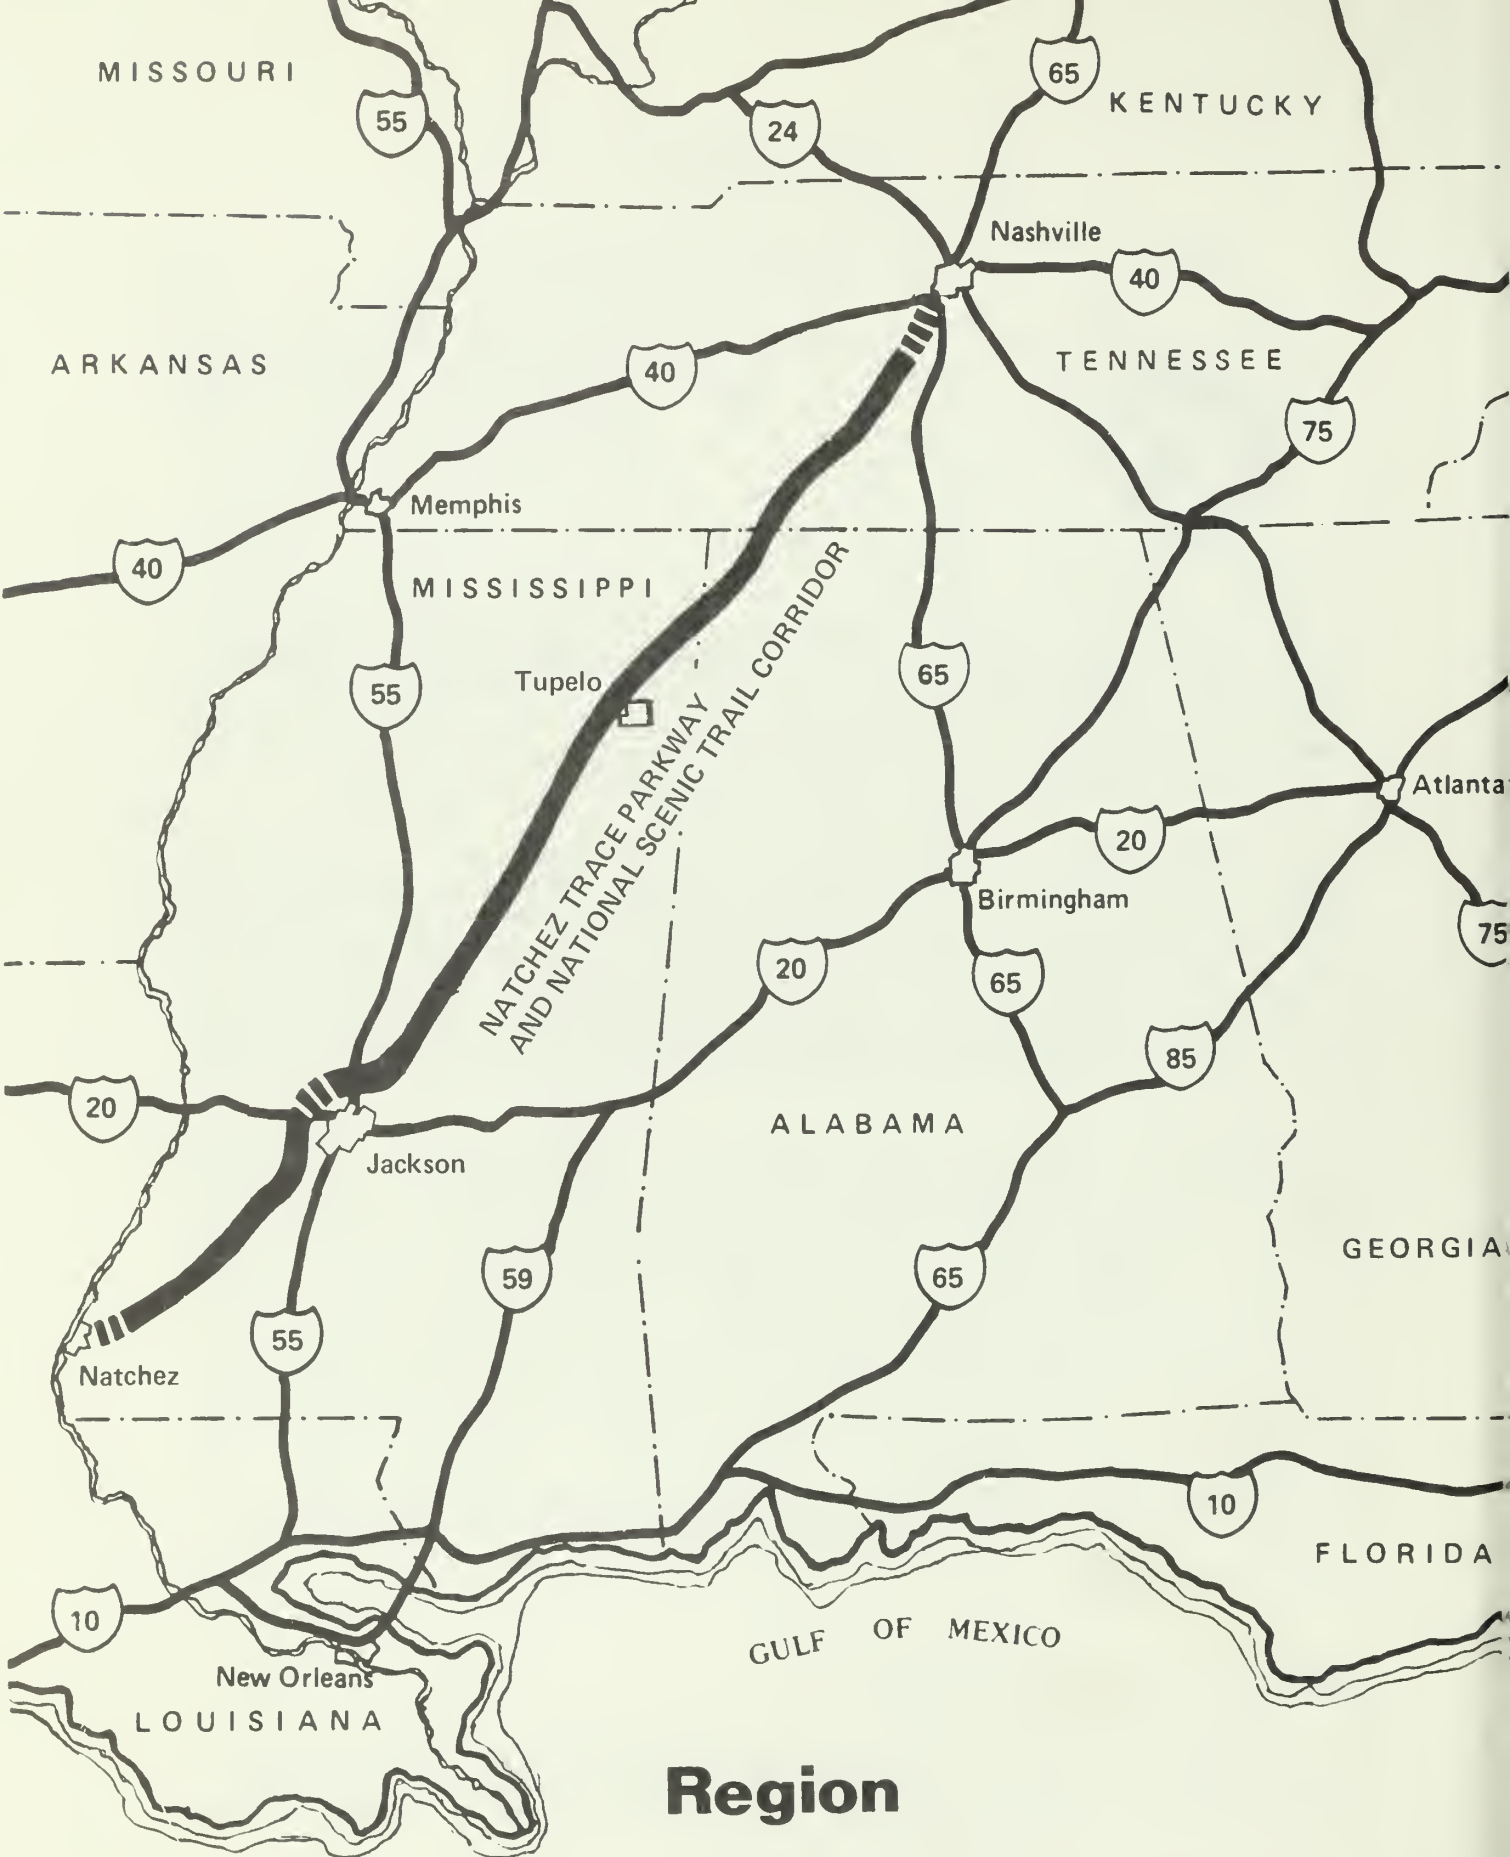 65
MISSOURI
KENTUCKY
55
24
Nashville
40
TENNESSEE
ARKANSAS
40
75
Memphis
40
MISSISSIPPI
65
Tupelo
55
NATCHEZ TRACE PARKWAY
AND NATIONAL SCENIC TRAIL CORRIDOR
Atlanta
20
Birmingham
75
20
65
85
20
ALABAMA
Jackson
GEORGIA
59
65
55
Natchez
10
FLORIDA
10
GULF OF MEXICO
New Orleans
LOUISIANA
Region